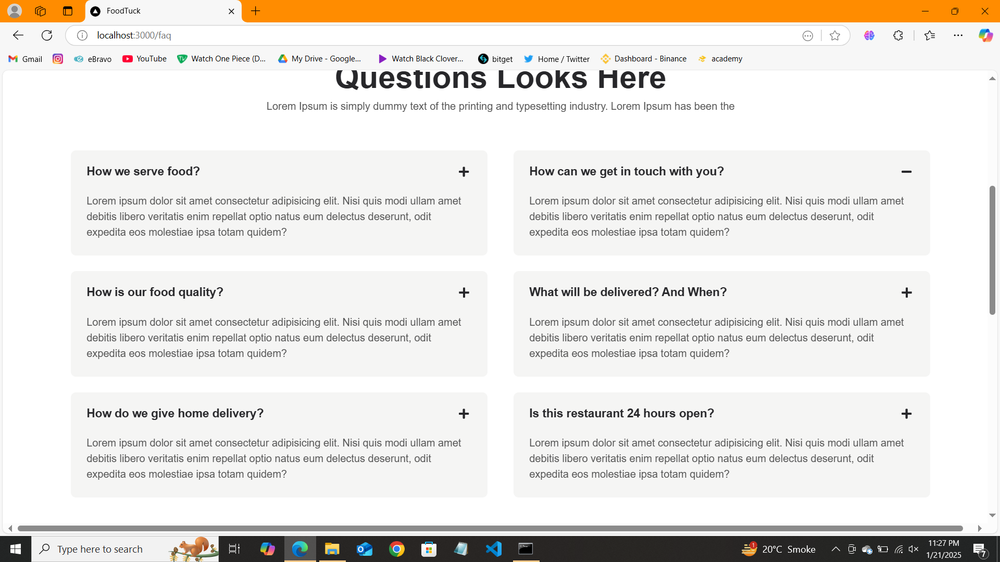 FoodTuck
localhost:3000/faq
Gmail
eBravo
YouTube
Watch One Piece (D...
My Drive - Google...
Watch Black Clover...
bitget
Home / Twitter
Dashboard - Binance
academy
Questions Looks Here
Lorem Ipsum is simply dummy text of the printing and typesetting industry. Lorem Ipsum has been the
How we serve food?
Lorem ipsum dolor sit amet consectetur adipisicing elit. Nisi quis modi ullam amet
debitis libero veritatis enim repellat optio natus eum delectus deserunt, odit
expedita eos molestiae ipsa totam quidem?
How can we get in touch with you?
Lorem ipsum dolor sit amet consectetur adipisicing elit. Nisi quis modi ullam amet
debitis libero veritatis enim repellat optio natus eum delectus deserunt, odit
expedita eos molestiae ipsa totam quidem?
How is our food quality?
Lorem ipsum dolor sit amet consectetur adipisicing elit. Nisi quis modi ullam amet
debitis libero veritatis enim repellat optio natus eum delectus deserunt, odit
expedita eos molestiae ipsa totam quidem?
What will be delivered? And When?
Lorem ipsum dolor sit amet consectetur adipisicing elit. Nisi quis modi ullam amet
debitis libero veritatis enim repellat optio natus eum delectus deserunt, odit
expedita eos molestiae ipsa totam quidem?
How do we give home delivery?
Lorem ipsum dolor sit amet consectetur adipisicing elit. Nisi quis modi ullam amet
debitis libero veritatis enim repellat optio natus eum delectus deserunt, odit
expedita eos molestiae ipsa totam quidem?
Is this restaurant 24 hours open?
Lorem ipsum dolor sit amet consectetur adipisicing elit. Nisi quis modi ullam amet
debitis libero veritatis enim repellat optio natus eum delectus deserunt, odit
expedita eos molestiae ipsa totam quidem?
Type here to search
1
20°C Smoke
11:27 PM
1/21/2025
7